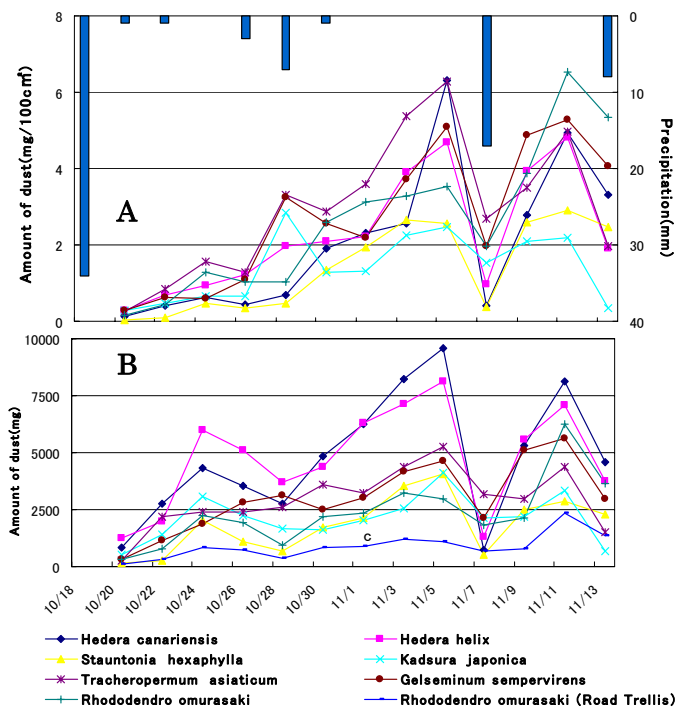 Amount of dust(mg/100cm²)
8
6
4
2
0
A
0
10
20
30
40
Precipitation(mm)
Amount of dust(mg)
10000
7500
5000
2500
0
B
C
10/18
10/20
10/22
10/24
10/26
10/28
10/30
11/1
11/3
11/5
11/7
11/9
11/11
11/13
Hedera canariensis
Hedera helix
Stauntonia hexaphylla
Kadsura japonica
Tracheropermum asiaticum
Gelseminum sempervirens
Rhododendro omurasaki
Rhododendro omurasaki (Road Trellis)